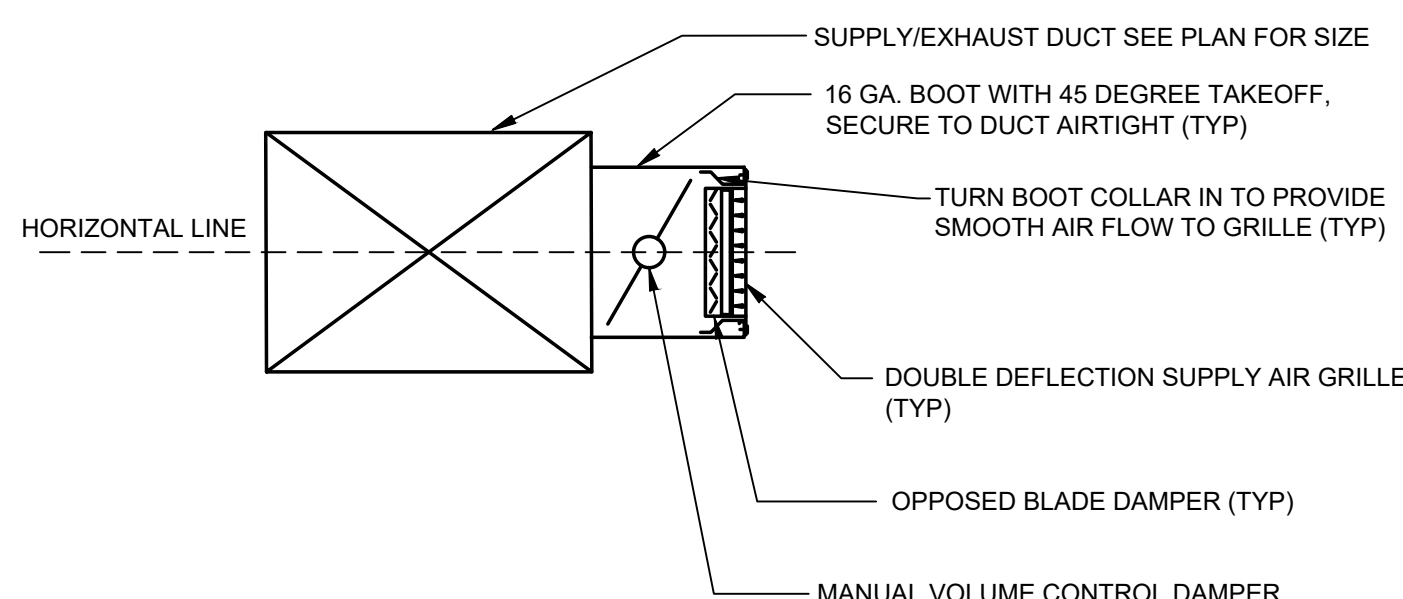 SUPPLY/EXHAUST DUCT SEE PLAN FOR SIZE
16 GA. BOOT WITH 45 DEGREE TAKEOFF,
SECURE TO DUCT AIRTIGHT (TYP)
TURN BOOT COLLAR IN TO PROVIDE
SMOOTH AIR FLOW TO GRILLE (TYP)
HORIZONTAL LINE
DOUBLE DEFLECTION SUPPLY AIR GRILLE
(TYP)
OPPOSED BLADE DAMPER (TYP)
MANUAL VOLUME CONTROL DAMPER